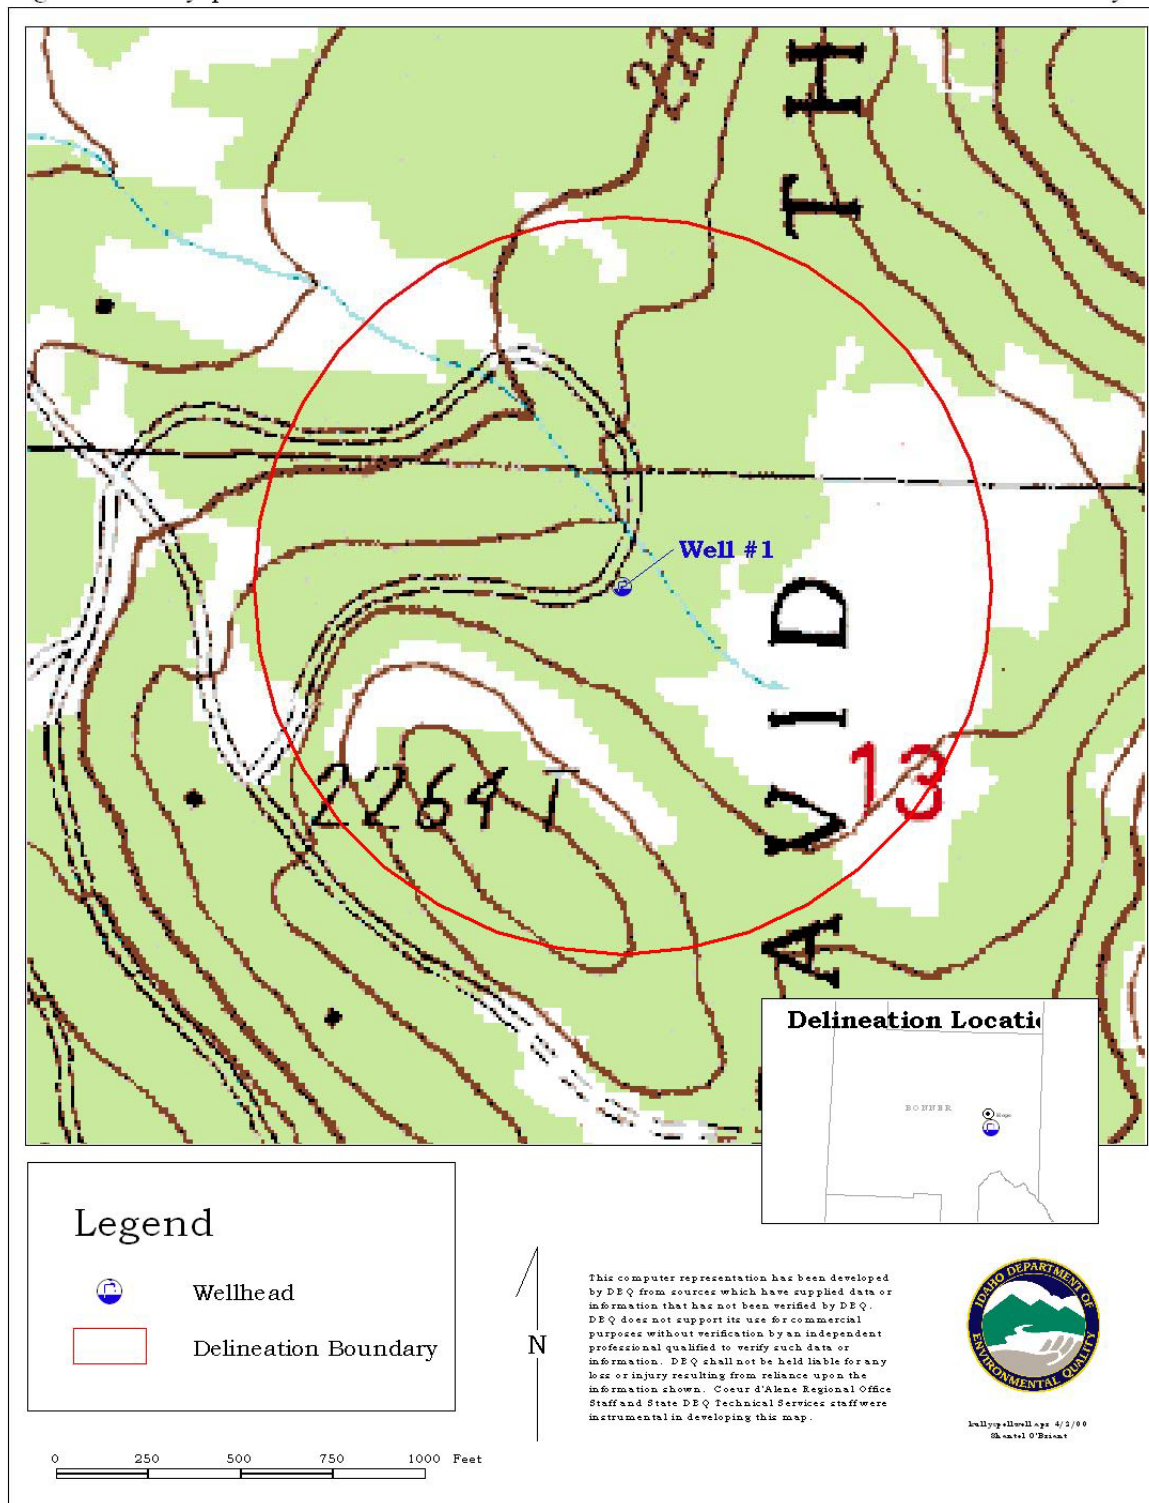 T H
Well #1
D
I
V
A
13
2264 T
Delineation Locati
BONNER
Hope
Legend
Wellhead
Delineation Boundary
0 250 500 750 1000 Feet
N
This computer representation has been developed
by DEQ from sources which have supplied data or
information that has not been verified by DEQ.
DEQ does not support its use for commercial
purposes without verification by an independent
professional qualified to verify such data or
information. DEQ shall not be held liable for any
loss or injury resulting from reliance upon the
information shown. Coeur d'Alene Regional Office
Staff and State DEQ Technical Services staff were
instrumental in developing this map.
IDAHO DEPARTMENT OF
ENVIRONMENTAL QUALITY
Shantel O'Briant